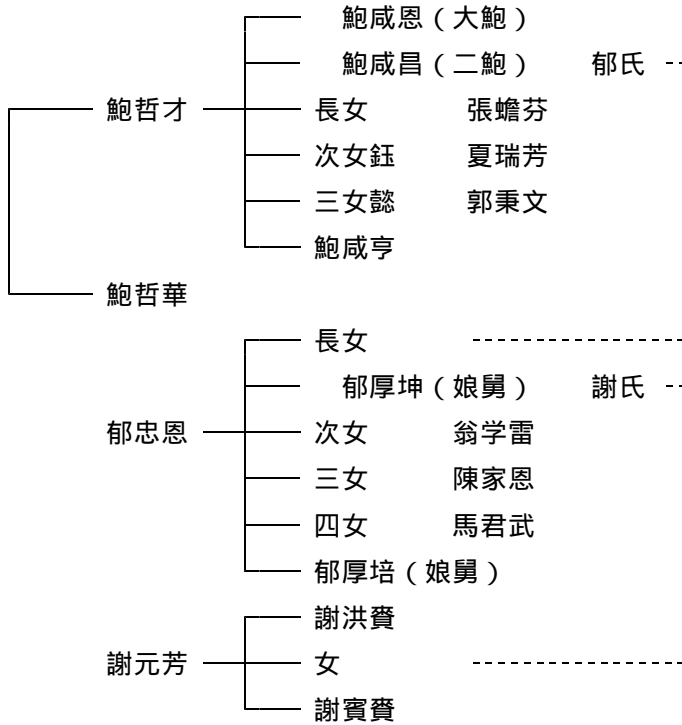 鮑咸恩（大鮑）
鮑咸昌（二鮑） 郁氏
鮑哲才 長女 張蟾芬
次女鈺 夏瑞芳
三女懿 郭秉文
鮑咸亨
鮑哲華
長女
郁厚坤（娘舅） 謝氏
郁忠恩 次女 翁学雷
三女 陳家恩
四女 馬君武
郁厚培（娘舅）
謝洪賚
謝元芳 女
謝賓賚